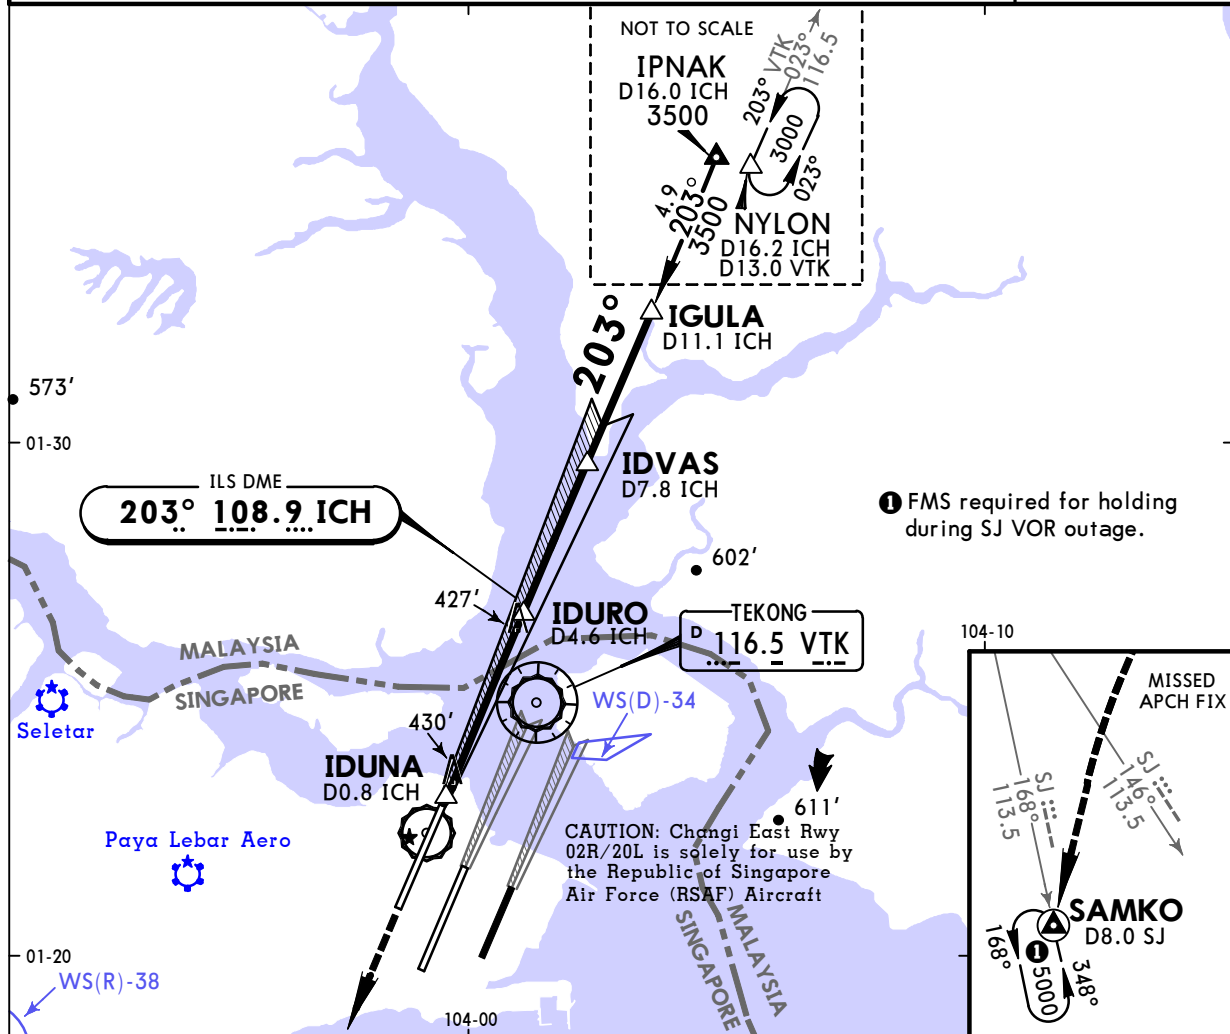 NOT TO SCALE
IPNAK
D16.0 ICH
3500
203° VTK
023°
116.5
3000
023°
4.9
203°
3500
NYLON
D16.2 ICH
D13.0 VTK
IGULA
D11.1 ICH
203°
573'
01-30
IDVAS
D7.8 ICH
ILS DME
203° 108.9 ICH
❶ FMS required for holding
during SJ VOR outage.
602'
427'
IDURO
D4.6 ICH
TEKONG
D 116.5 VTK
104-10
MALAYSIA
SINGAPORE
Seletar
WS(D)-34
430'
IDUNA
D0.8 ICH
611'
Paya Lebar Aero
CAUTION: Changi East Rwy
02R/20L is solely for use by
the Republic of Singapore
Air Force (RSAF) Aircraft
MALAYSIA
SINGAPORE
MISSED
APCH FIX
SJ
168°
113.5
SJ
146°
113.5
SAMKO
D8.0 SJ
168°
❶ 5000
348°
01-20
WS(R)-38
104-00